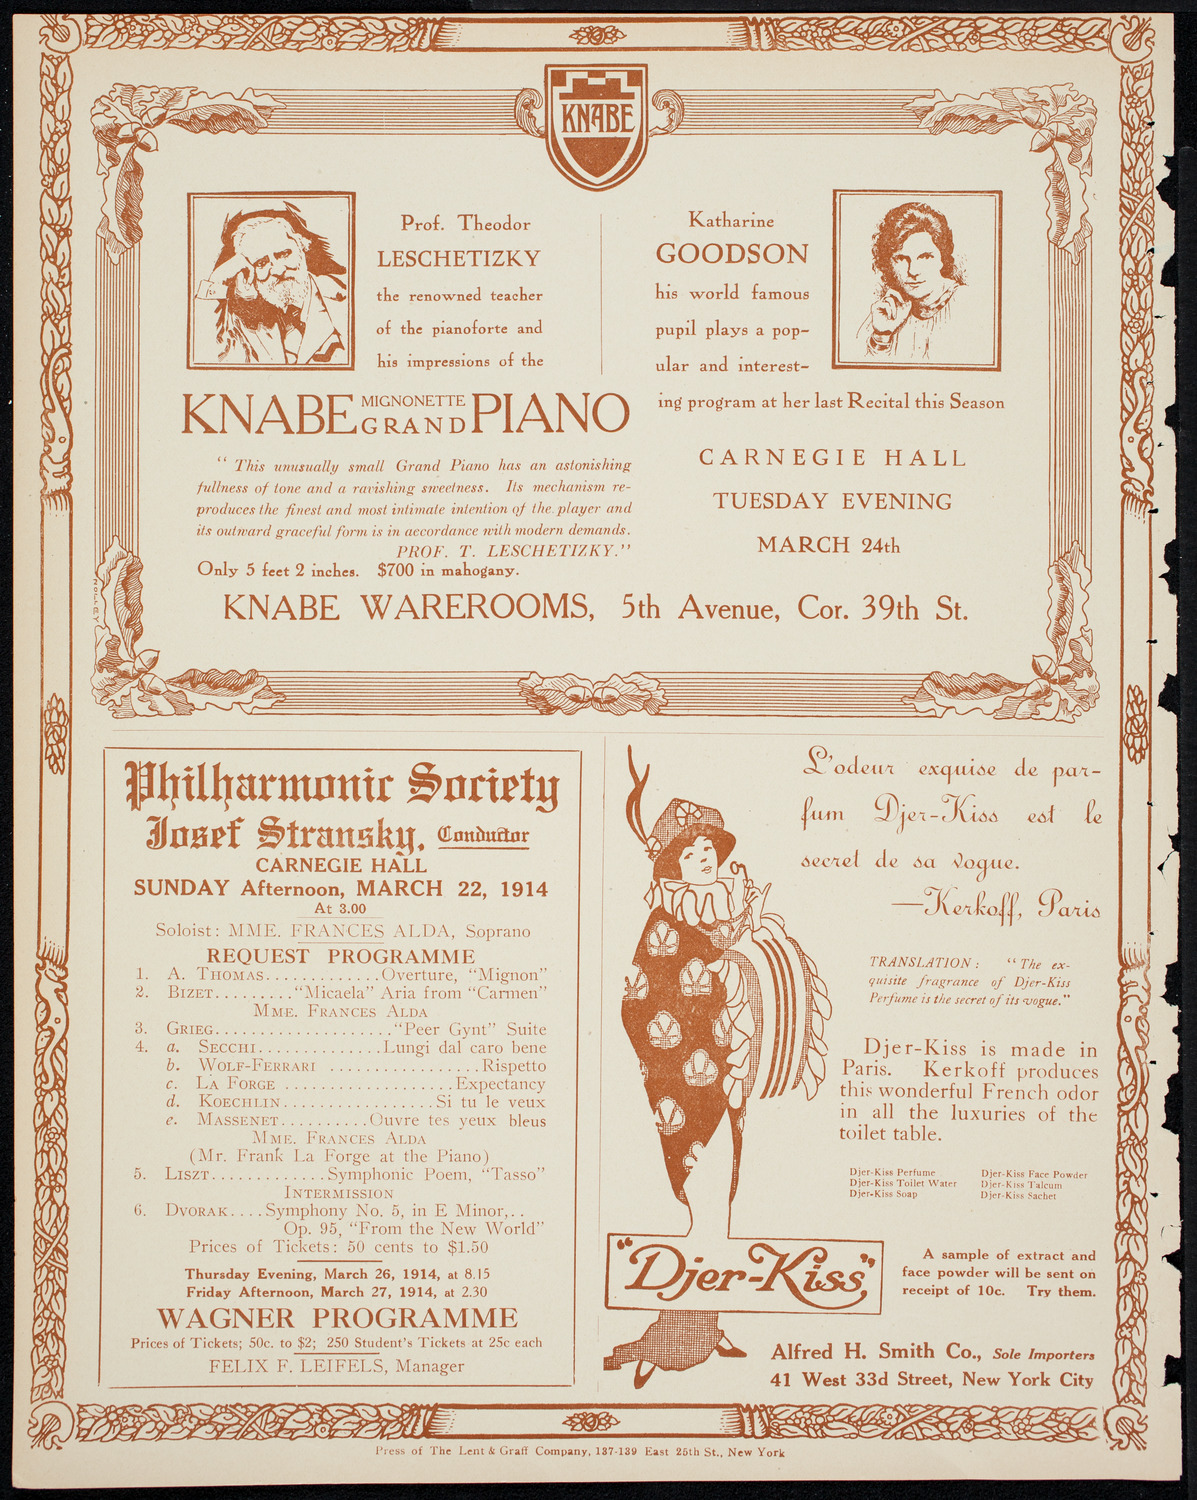 KNABE
Prof. Theodor
LESCHETIZKY
the renowned teacher
of the pianoforte and
his impressions of the
KNABE MIGNONETTE GRAND PIANO
“ This unusually small Grand Piano has an astonishing
fullness of tone and a ravishing sweetness. Its mechanism re-
produces the finest and most intimate intention of the player and
its outward graceful form is in accordance with modern demands.
PROF. T. LESCHETIZKY.”
Only 5 feet 2 inches. $700 in mahogany.
Katharine
GOODSON
his world famous
pupil plays a pop-
ular and interest-
ing program at her last Recital this Season
CARNEGIE HALL
TUESDAY EVENING
MARCH 24th
KNABE WAREROOMS, 5th Avenue, Cor. 39th St.
Philharmonic Society
Josef Stransky, Conductor
CARNEGIE HALL
SUNDAY Afternoon, MARCH 22, 1914
At 3.00
Soloist: MME. FRANCES ALDA, Soprano
REQUEST PROGRAMME
1. A. THOMAS.............Overture, “Mignon”
2. BIZET.........“Micaela” Aria from “Carmen”
MME. FRANCES ALDA
3. GRIEG....................“Peer Gynt” Suite
4. a. SECCHI..............Lungi dal caro bene
b. WOLF-FERRARI .................Rispetto
c. LA FORGE ....................Expectancy
d. KOECHLIN.................Si tu le veux
e. MASSENET..........Ouvre tes yeux bleus
MME. FRANCES ALDA
(Mr. Frank La Forge at the Piano)
5. LISZT.............Symphonic Poem, “Tasso”
INTERMISSION
6. DVORAK....Symphony No. 5, in E Minor,..
Op. 95, “From the New World”
Prices of Tickets: 50 cents to $1.50
Thursday Evening, March 26, 1914, at 8.15
Friday Afternoon, March 27, 1914, at 2.30
WAGNER PROGRAMME
Prices of Tickets; 50c. to $2; 250 Student’s Tickets at 25c each
FELIX F. LEIFELS, Manager
L’odeur exquise de par-
fum Djer-Kiss est le
secret de sa vogue.
—Kerkoff, Paris
TRANSLATION: “ The ex-
quisite fragrance of Djer-Kiss
Perfume is the secret of its vogue.”
Djer-Kiss is made in
Paris. Kerkoff produces
this wonderful French odor
in all the luxuries of the
toilet table.
Djer-Kiss Perfume Djer-Kiss Face Powder
Djer-Kiss Toilet Water Djer-Kiss Talcum
Djer-Kiss Soap Djer-Kiss Sachet
“Djer-Kiss”
A sample of extract and
face powder will be sent on
receipt of 10c. Try them.
Alfred H. Smith Co., Sole Importers
41 West 33d Street, New York City
Press of The Lent & Graff Company, 137-139 East 25th St., New York